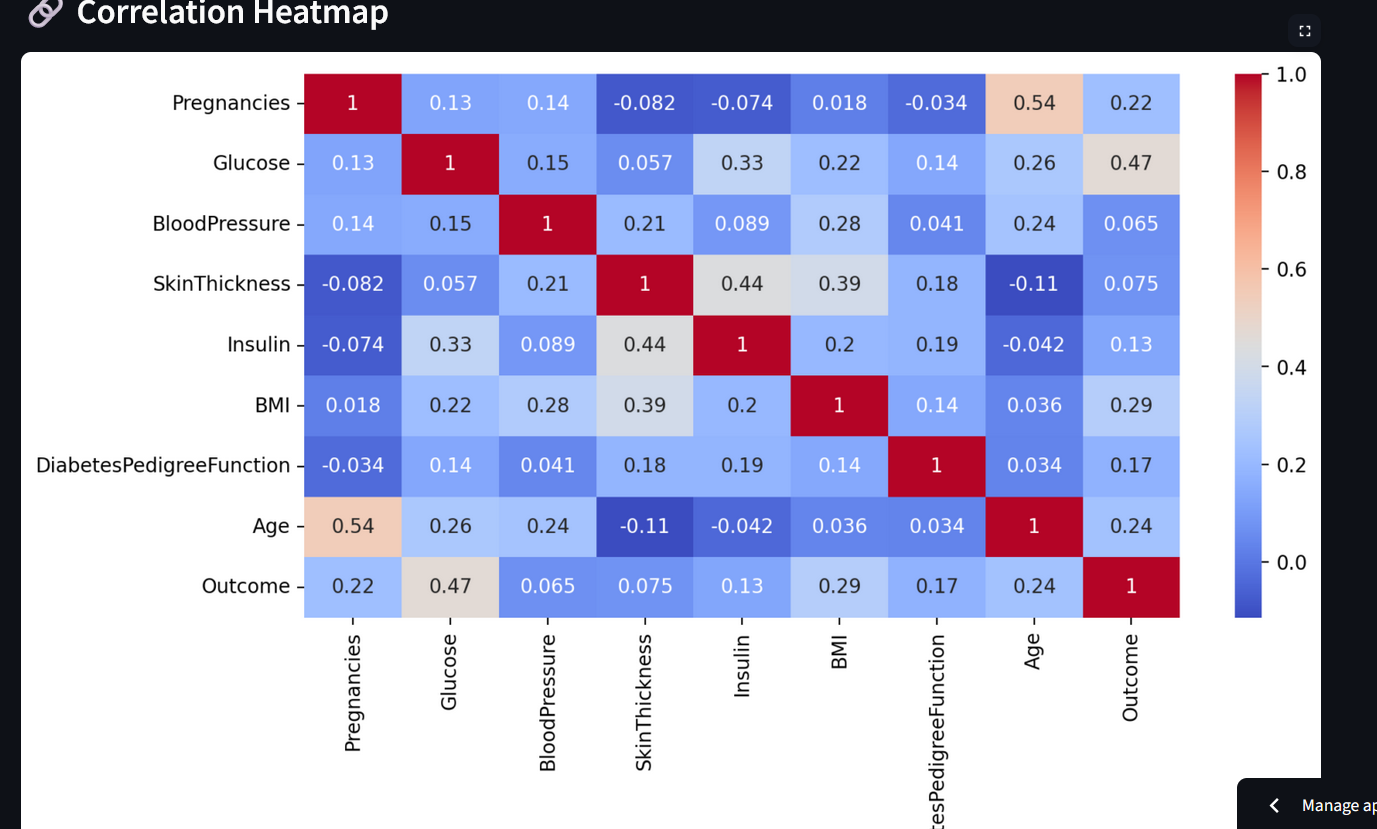 🔗 Correlation Heatmap
Pregnancies 1 0.13 0.14 -0.082 -0.074 0.018 -0.034 0.54 0.22
Glucose 0.13 1 0.15 0.057 0.33 0.22 0.14 0.26 0.47
BloodPressure 0.14 0.15 1 0.21 0.089 0.28 0.041 0.24 0.065
SkinThickness -0.082 0.057 0.21 1 0.44 0.39 0.18 -0.11 0.075
Insulin -0.074 0.33 0.089 0.44 1 0.2 0.19 -0.042 0.13
BMI 0.018 0.22 0.28 0.39 0.2 1 0.14 0.036 0.29
DiabetesPedigreeFunction -0.034 0.14 0.041 0.18 0.19 0.14 1 0.034 0.17
Age 0.54 0.26 0.24 -0.11 -0.042 0.036 0.034 1 0.24
Outcome 0.22 0.47 0.065 0.075 0.13 0.29 0.17 0.24 1
Pregnancies
Glucose
BloodPressure
SkinThickness
Insulin
BMI
tesPedigreeFunction
Age
Outcome
1.0
0.8
0.6
0.4
0.2
0.0
Manage ap